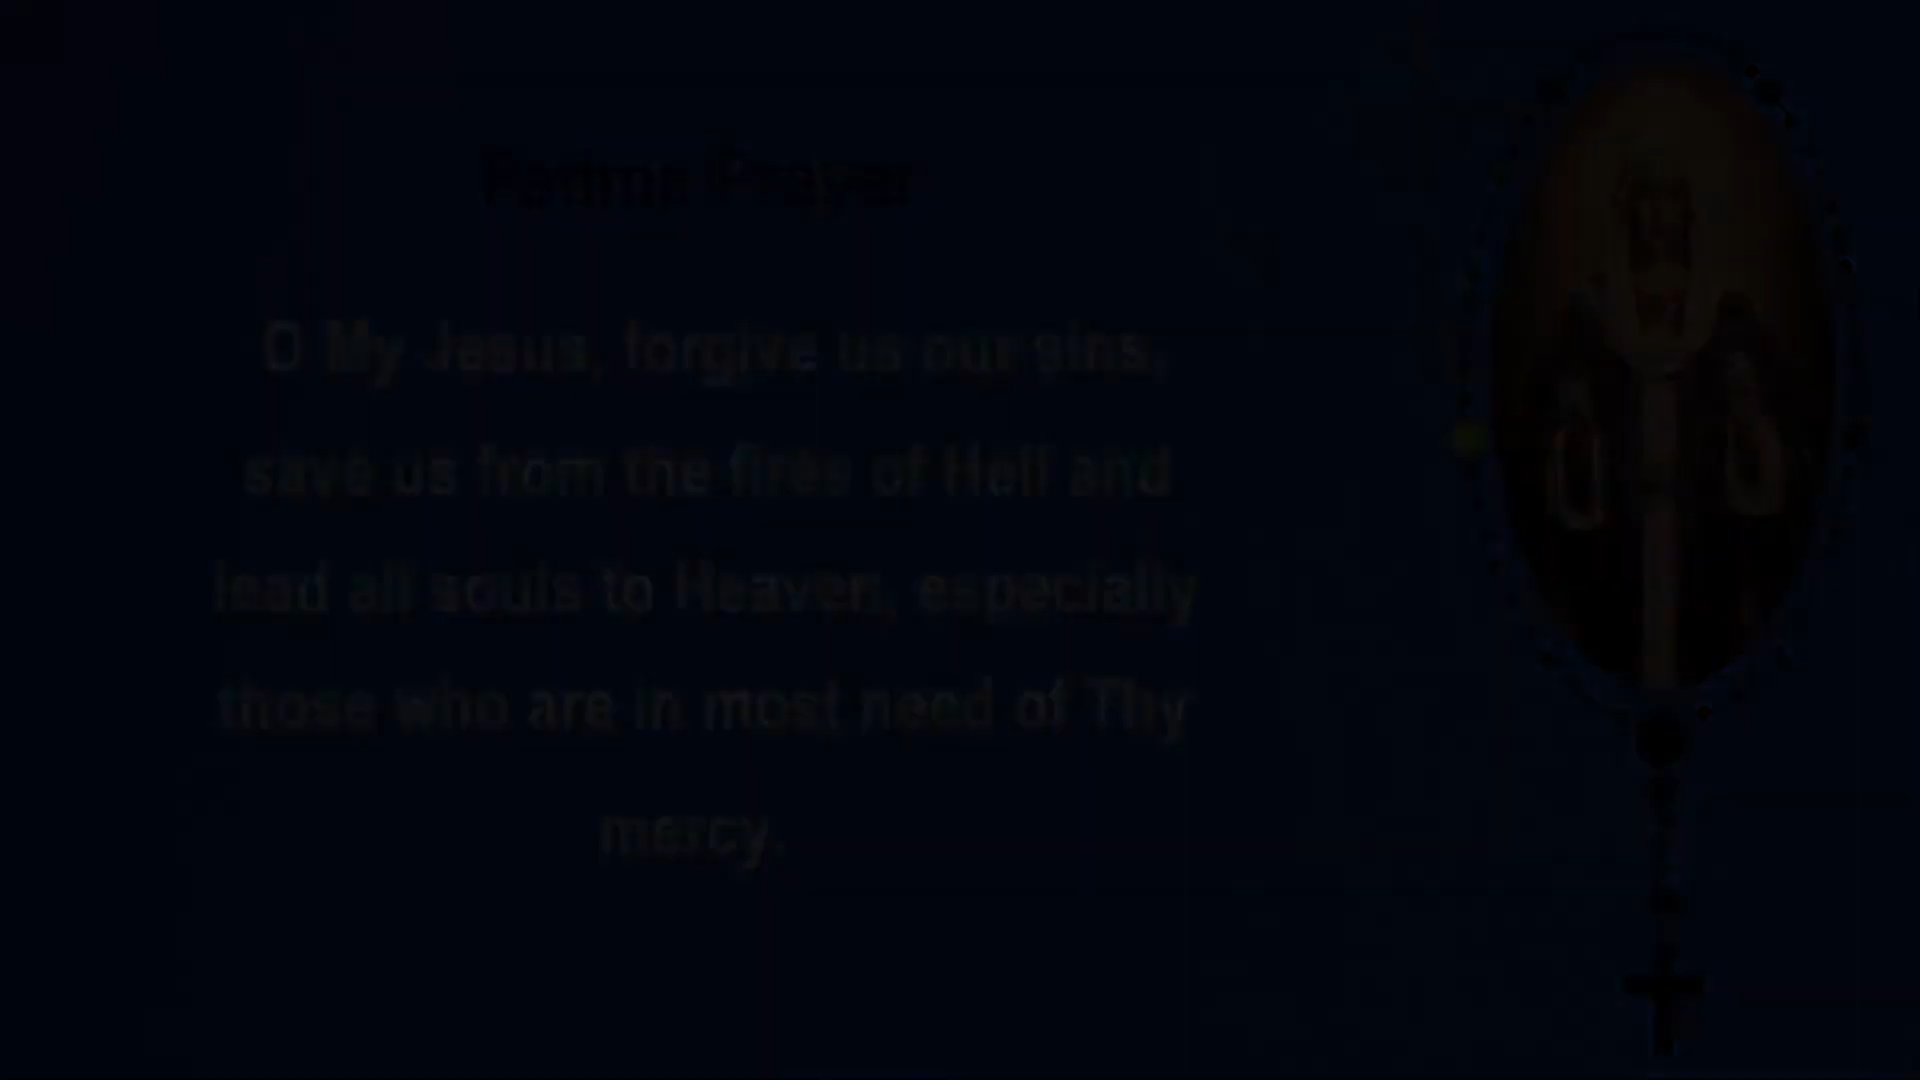 Fatima Prayer
O My Jesus, forgive us our sins,
save us from the fires of Hell and
lead all souls to Heaven, especially
those who are in most need of Thy
mercy.